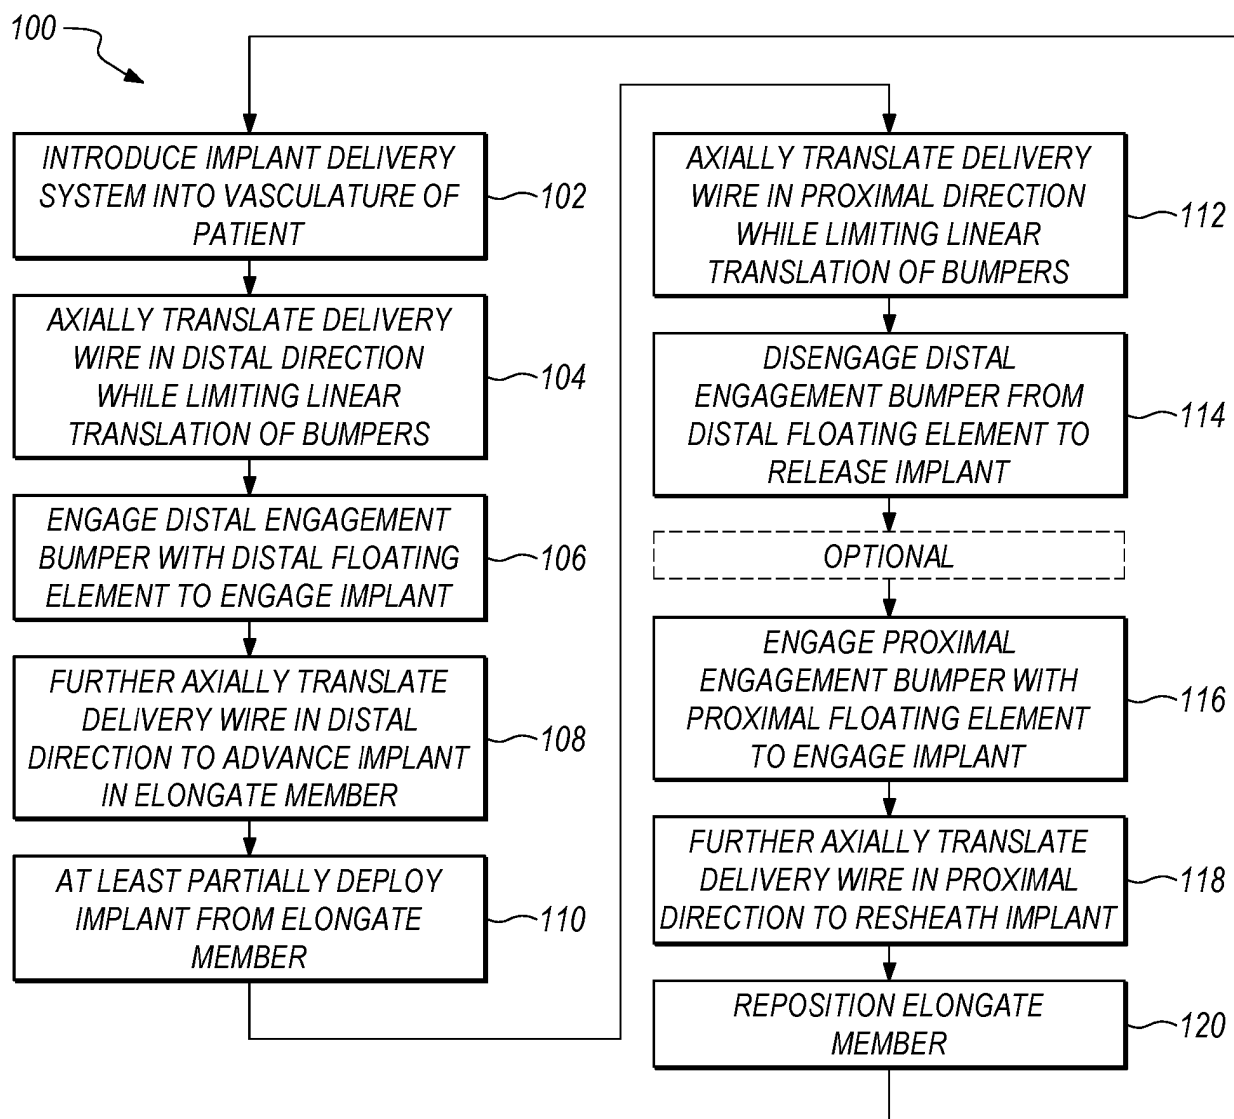 100
INTRODUCE IMPLANT DELIVERY
SYSTEM INTO VASCULATURE OF
PATIENT
102
AXIALLY TRANSLATE DELIVERY
WIRE IN DISTAL DIRECTION
WHILE LIMITING LINEAR
TRANSLATION OF BUMPERS
104
ENGAGE DISTAL ENGAGEMENT
BUMPER WITH DISTAL FLOATING
ELEMENT TO ENGAGE IMPLANT
106
FURTHER AXIALLY TRANSLATE
DELIVERY WIRE IN DISTAL
DIRECTION TO ADVANCE IMPLANT
IN ELONGATE MEMBER
108
AT LEAST PARTIALLY DEPLOY
IMPLANT FROM ELONGATE
MEMBER
110
AXIALLY TRANSLATE DELIVERY
WIRE IN PROXIMAL DIRECTION
WHILE LIMITING LINEAR
TRANSLATION OF BUMPERS
112
DISENGAGE DISTAL
ENGAGEMENT BUMPER FROM
DISTAL FLOATING ELEMENT TO
RELEASE IMPLANT
114
OPTIONAL
ENGAGE PROXIMAL
ENGAGEMENT BUMPER WITH
PROXIMAL FLOATING ELEMENT
TO ENGAGE IMPLANT
116
FURTHER AXIALLY TRANSLATE
DELIVERY WIRE IN PROXIMAL
DIRECTION TO RESHEATH IMPLANT
118
REPOSITION ELONGATE
MEMBER
120